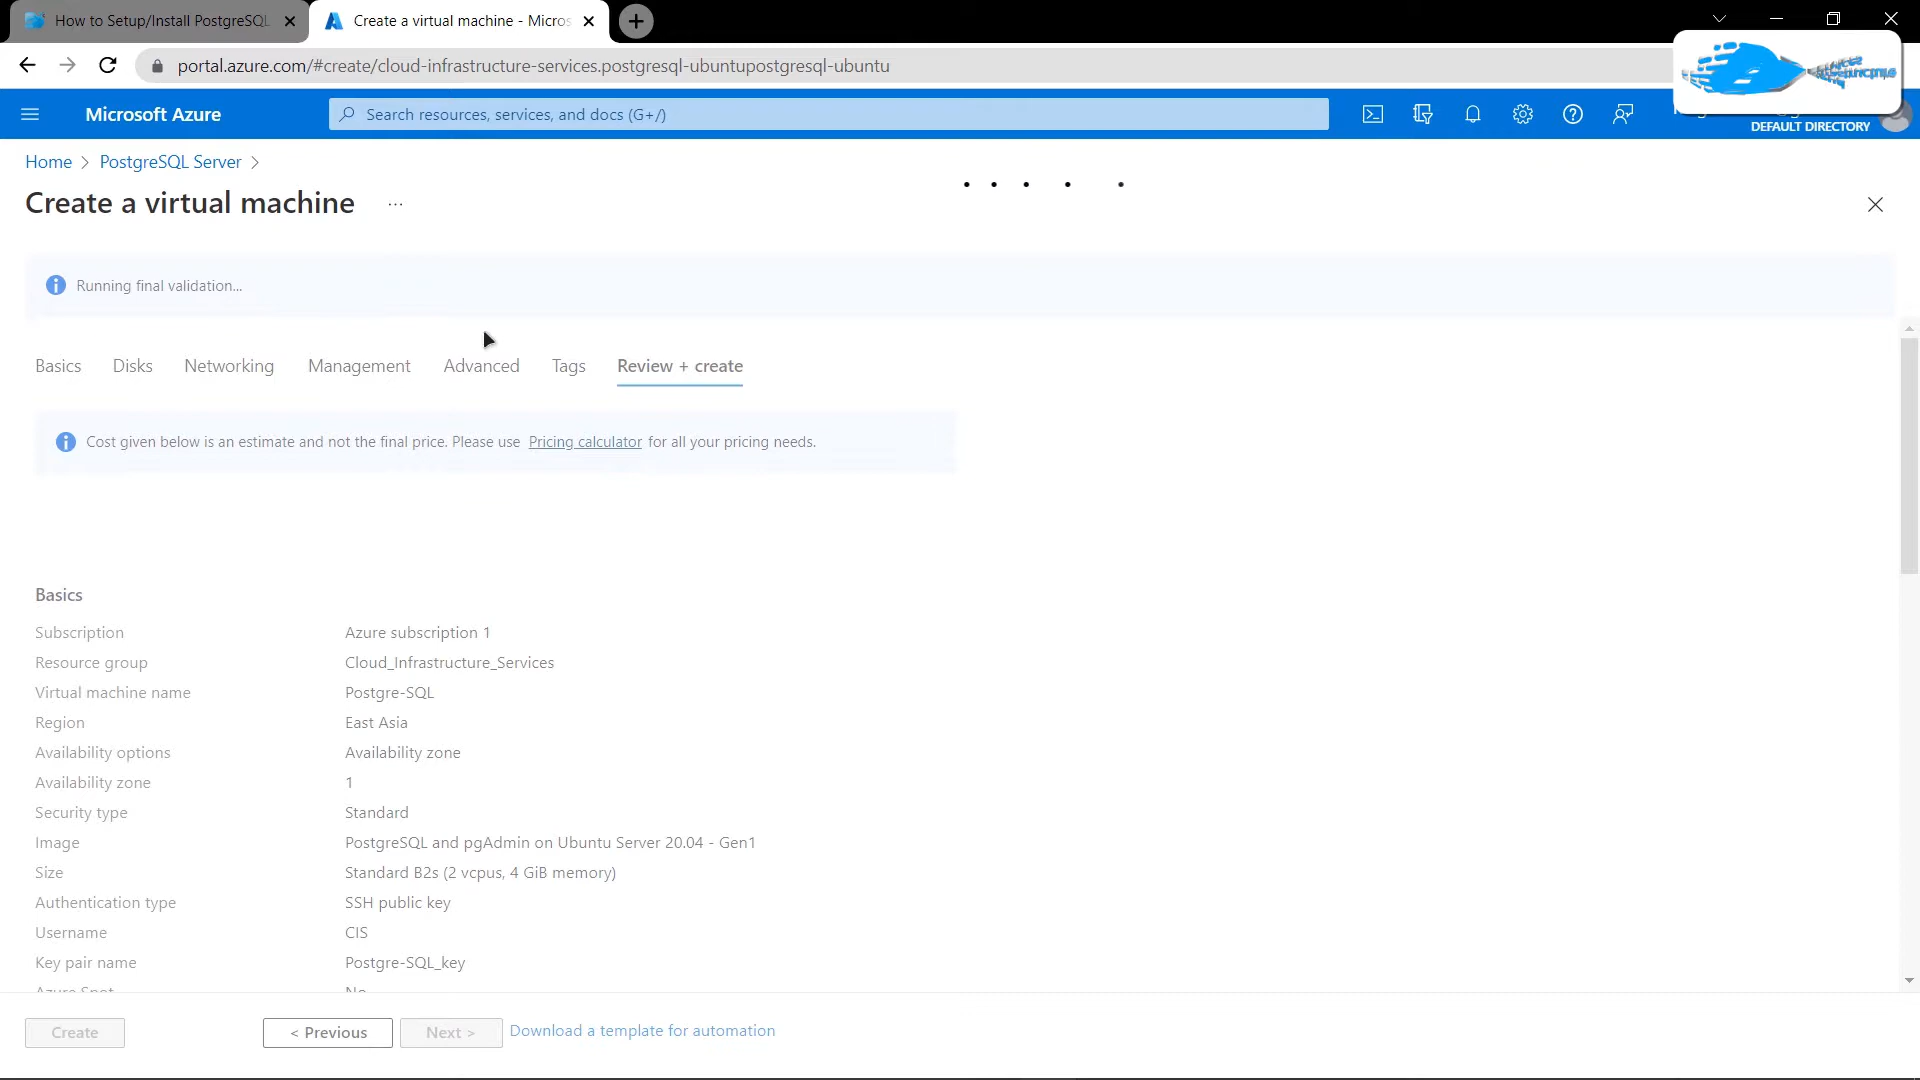 How to Setup/Install PostgreSQL
Create a virtual machine - Micros
portal.azure.com/#create/cloud-infrastructure-services.postgresql-ubuntupostgresql-ubuntu
Microsoft Azure
Search resources, services, and docs (G+/)
DEFAULT DIRECTORY
Home > PostgreSQL Server >
Create a virtual machine ...
Running final validation...
Basics Disks Networking Management Advanced Tags Review + create
Cost given below is an estimate and not the final price. Please use Pricing calculator for all your pricing needs.
Basics
Subscription Azure subscription 1
Resource group Cloud_Infrastructure_Services
Virtual machine name Postgre-SQL
Region East Asia
Availability options Availability zone
Availability zone 1
Security type Standard
Image PostgreSQL and pgAdmin on Ubuntu Server 20.04 - Gen1
Size Standard B2s (2 vcpus, 4 GiB memory)
Authentication type SSH public key
Username CIS
Key pair name Postgre-SQL_key
Azure Spot No
Create < Previous Next > Download a template for automation